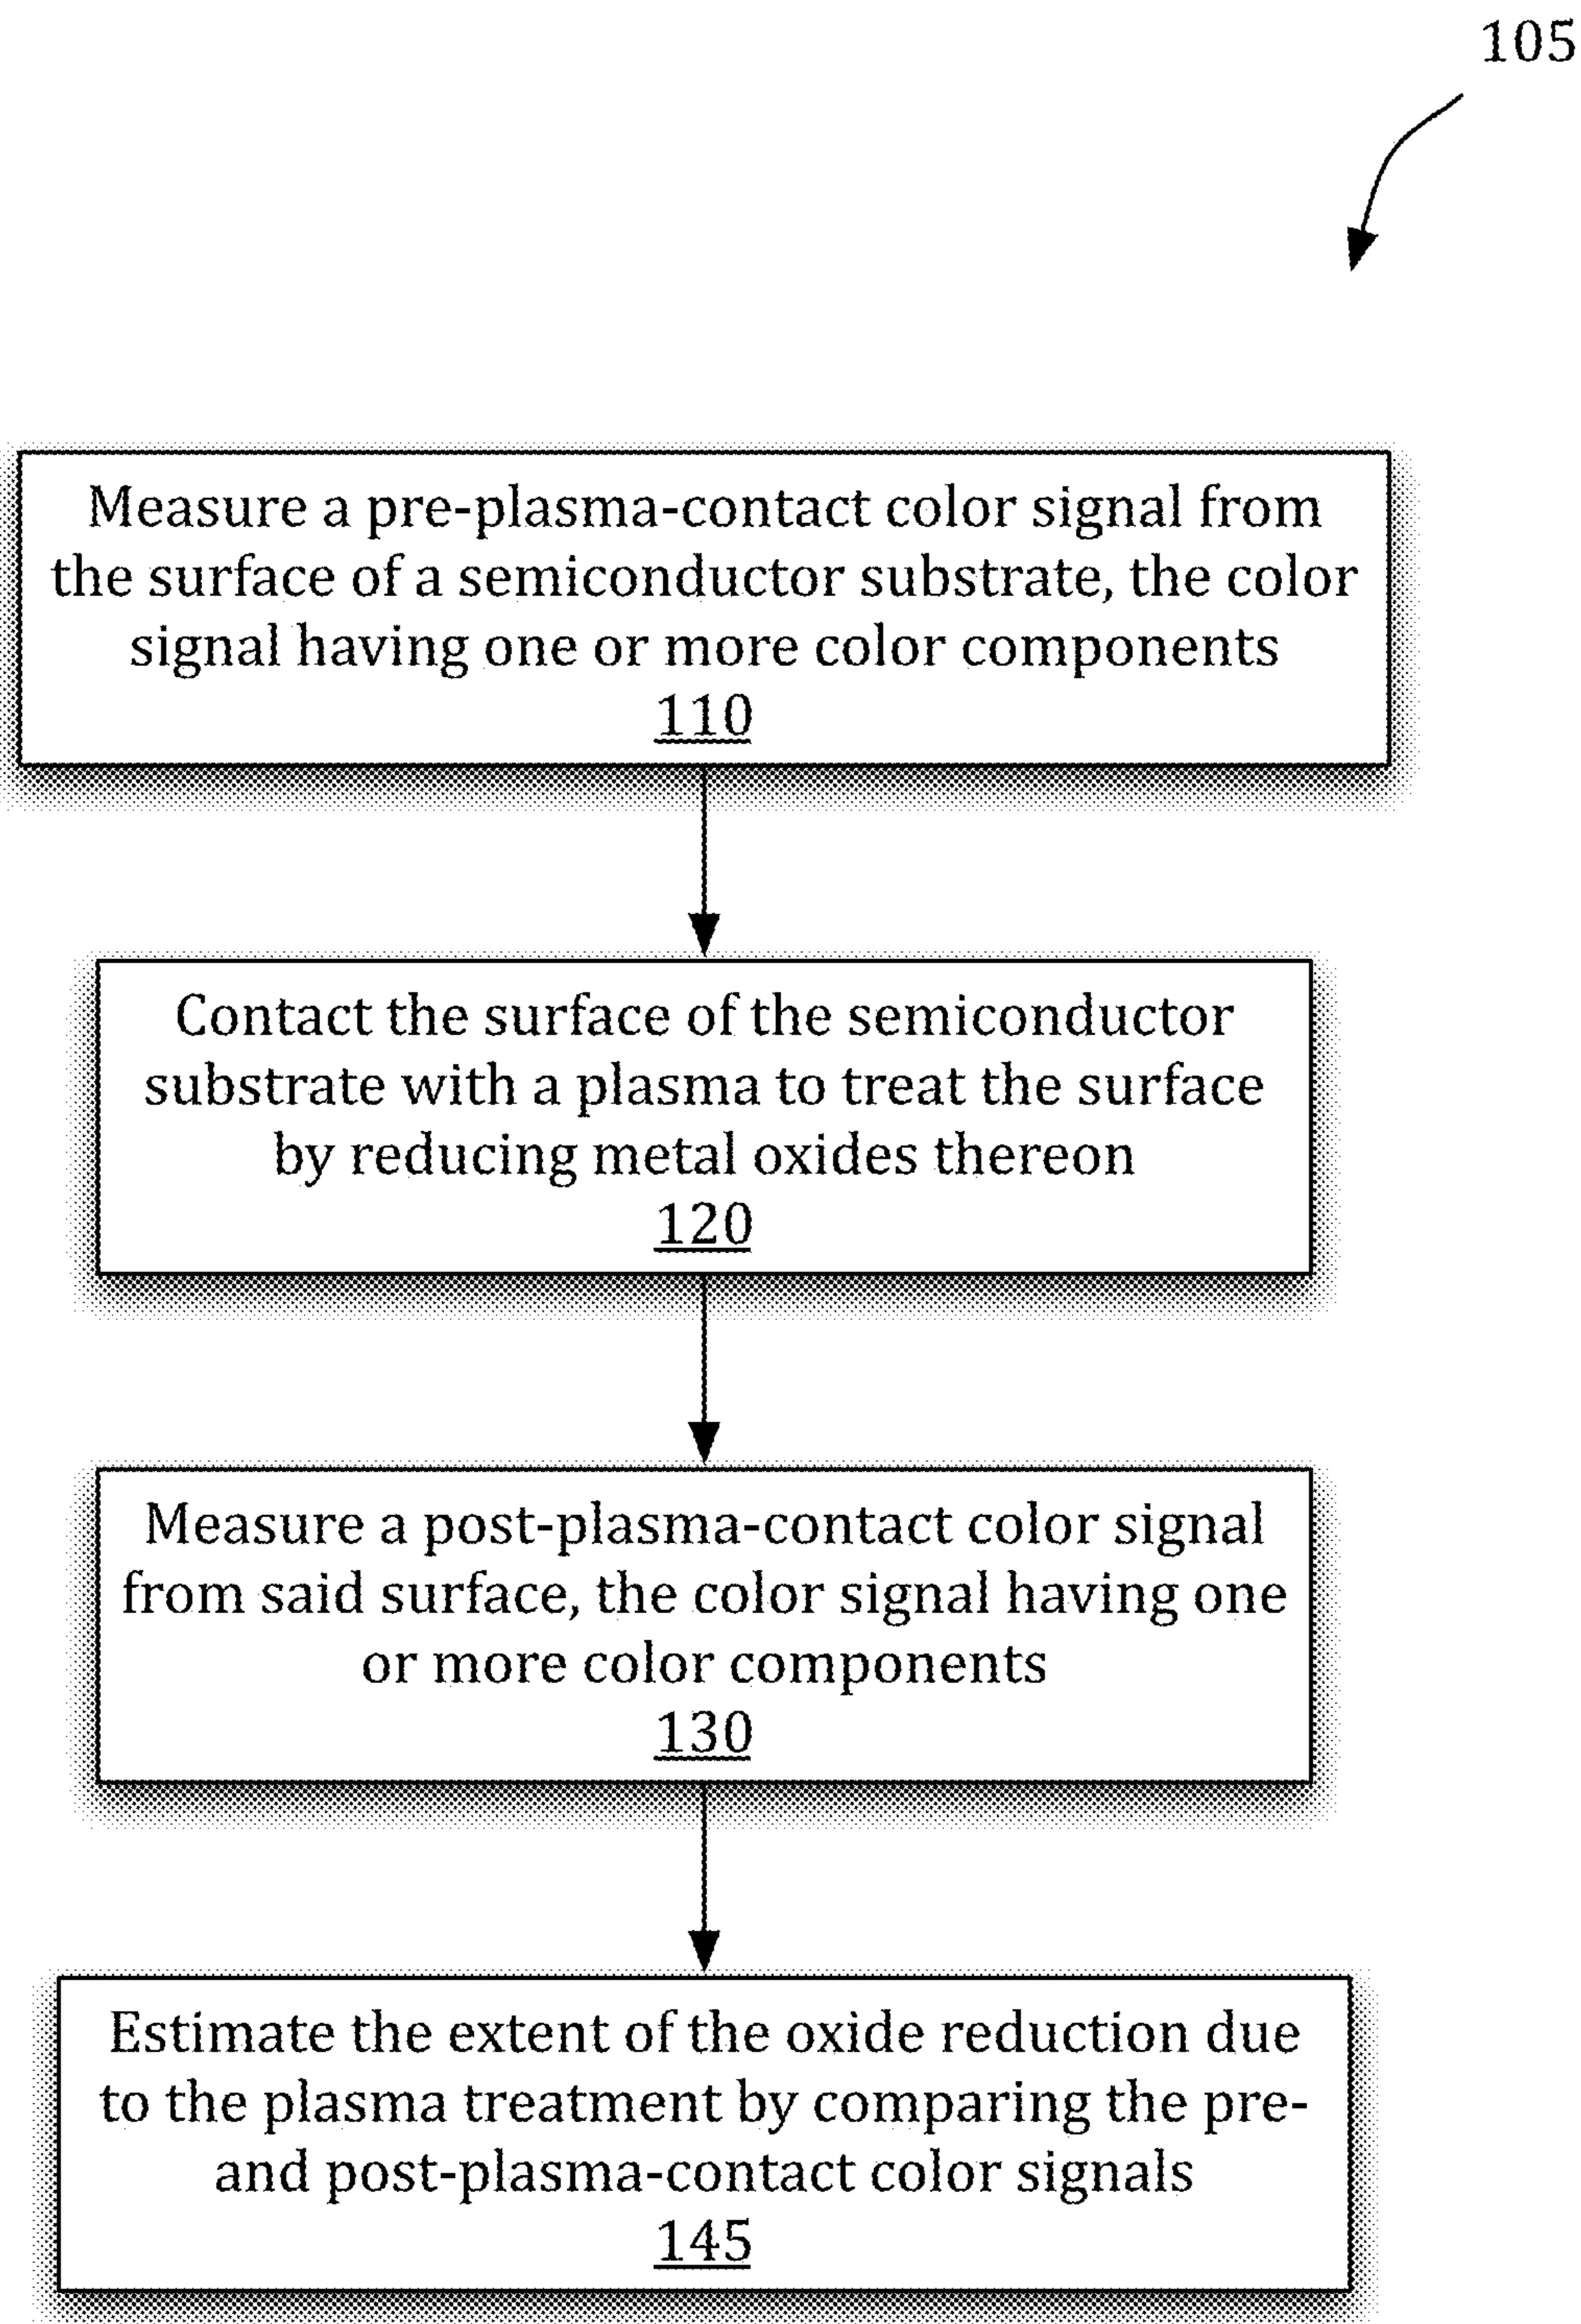 105
Measure a pre-plasma-contact color signal from
the surface of a semiconductor substrate, the color
signal having one or more color components
110
Contact the surface of the semiconductor
substrate with a plasma to treat the surface
by reducing metal oxides thereon
120
Measure a post-plasma-contact color signal
from said surface, the color signal having one
or more color components
130
Estimate the extent of the oxide reduction due
to the plasma treatment by comparing the pre-
and post-plasma-contact color signals
145